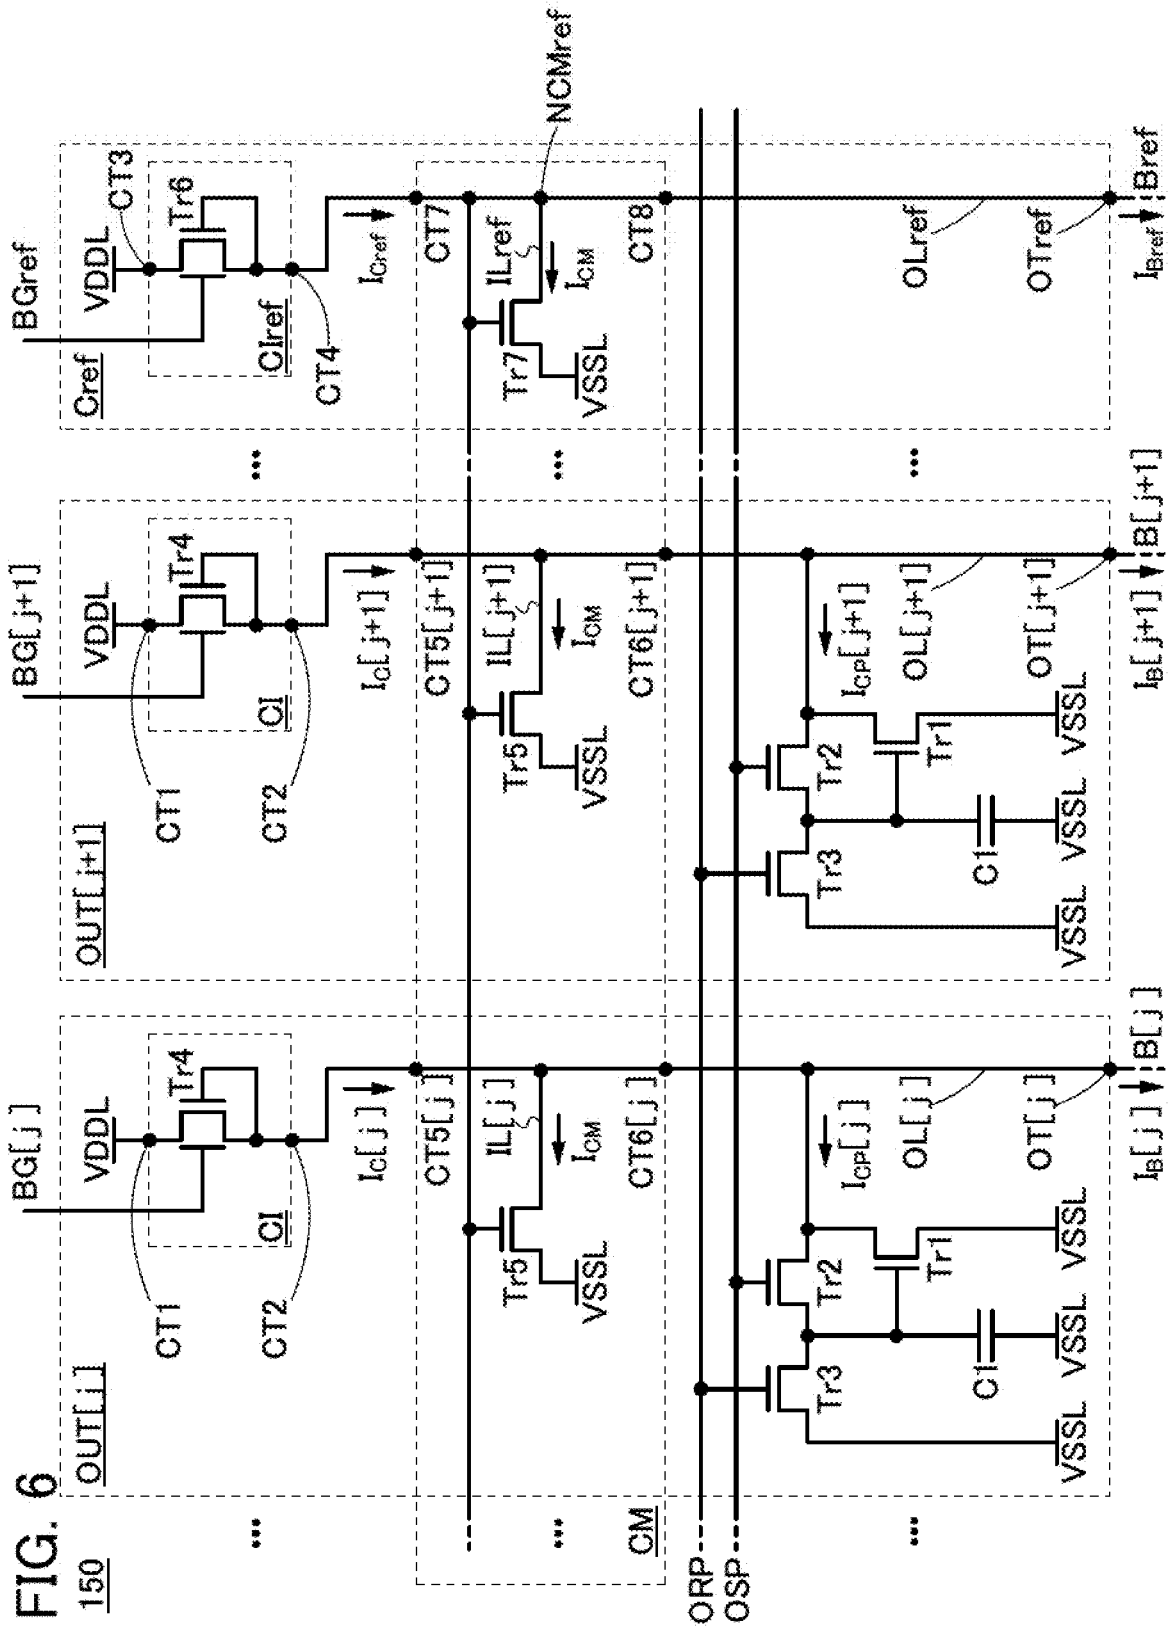 FIG. 6
150
OUT[j]
BG[j]
VDDL
CT1
Tr4
CI
CT2
IC[j]
CT5[j]
IL[j]
ICM
Tr5
VSSL
CT6[j]
CM
ORP
OSP
ICP[j]
Tr3
Tr2
Tr1
C1
VSSL
VSSL
VSSL
OL[j]
OT[j]
IB[j]
B[j]
OUT[j+1]
BG[j+1]
VDDL
CT1
Tr4
CI
CT2
IC[j+1]
CT5[j+1]
IL[j+1]
ICM
Tr5
VSSL
CT6[j+1]
ICP[j+1]
Tr3
Tr2
Tr1
C1
VSSL
VSSL
VSSL
OL[j+1]
OT[j+1]
IB[j+1]
B[j+1]
Cref
BGref
VDDL
CT3
Tr6
CIref
CT4
ICref
CT7
ILref
NCMref
ICM
Tr7
VSSL
CT8
OLref
OTref
IBref
Bref